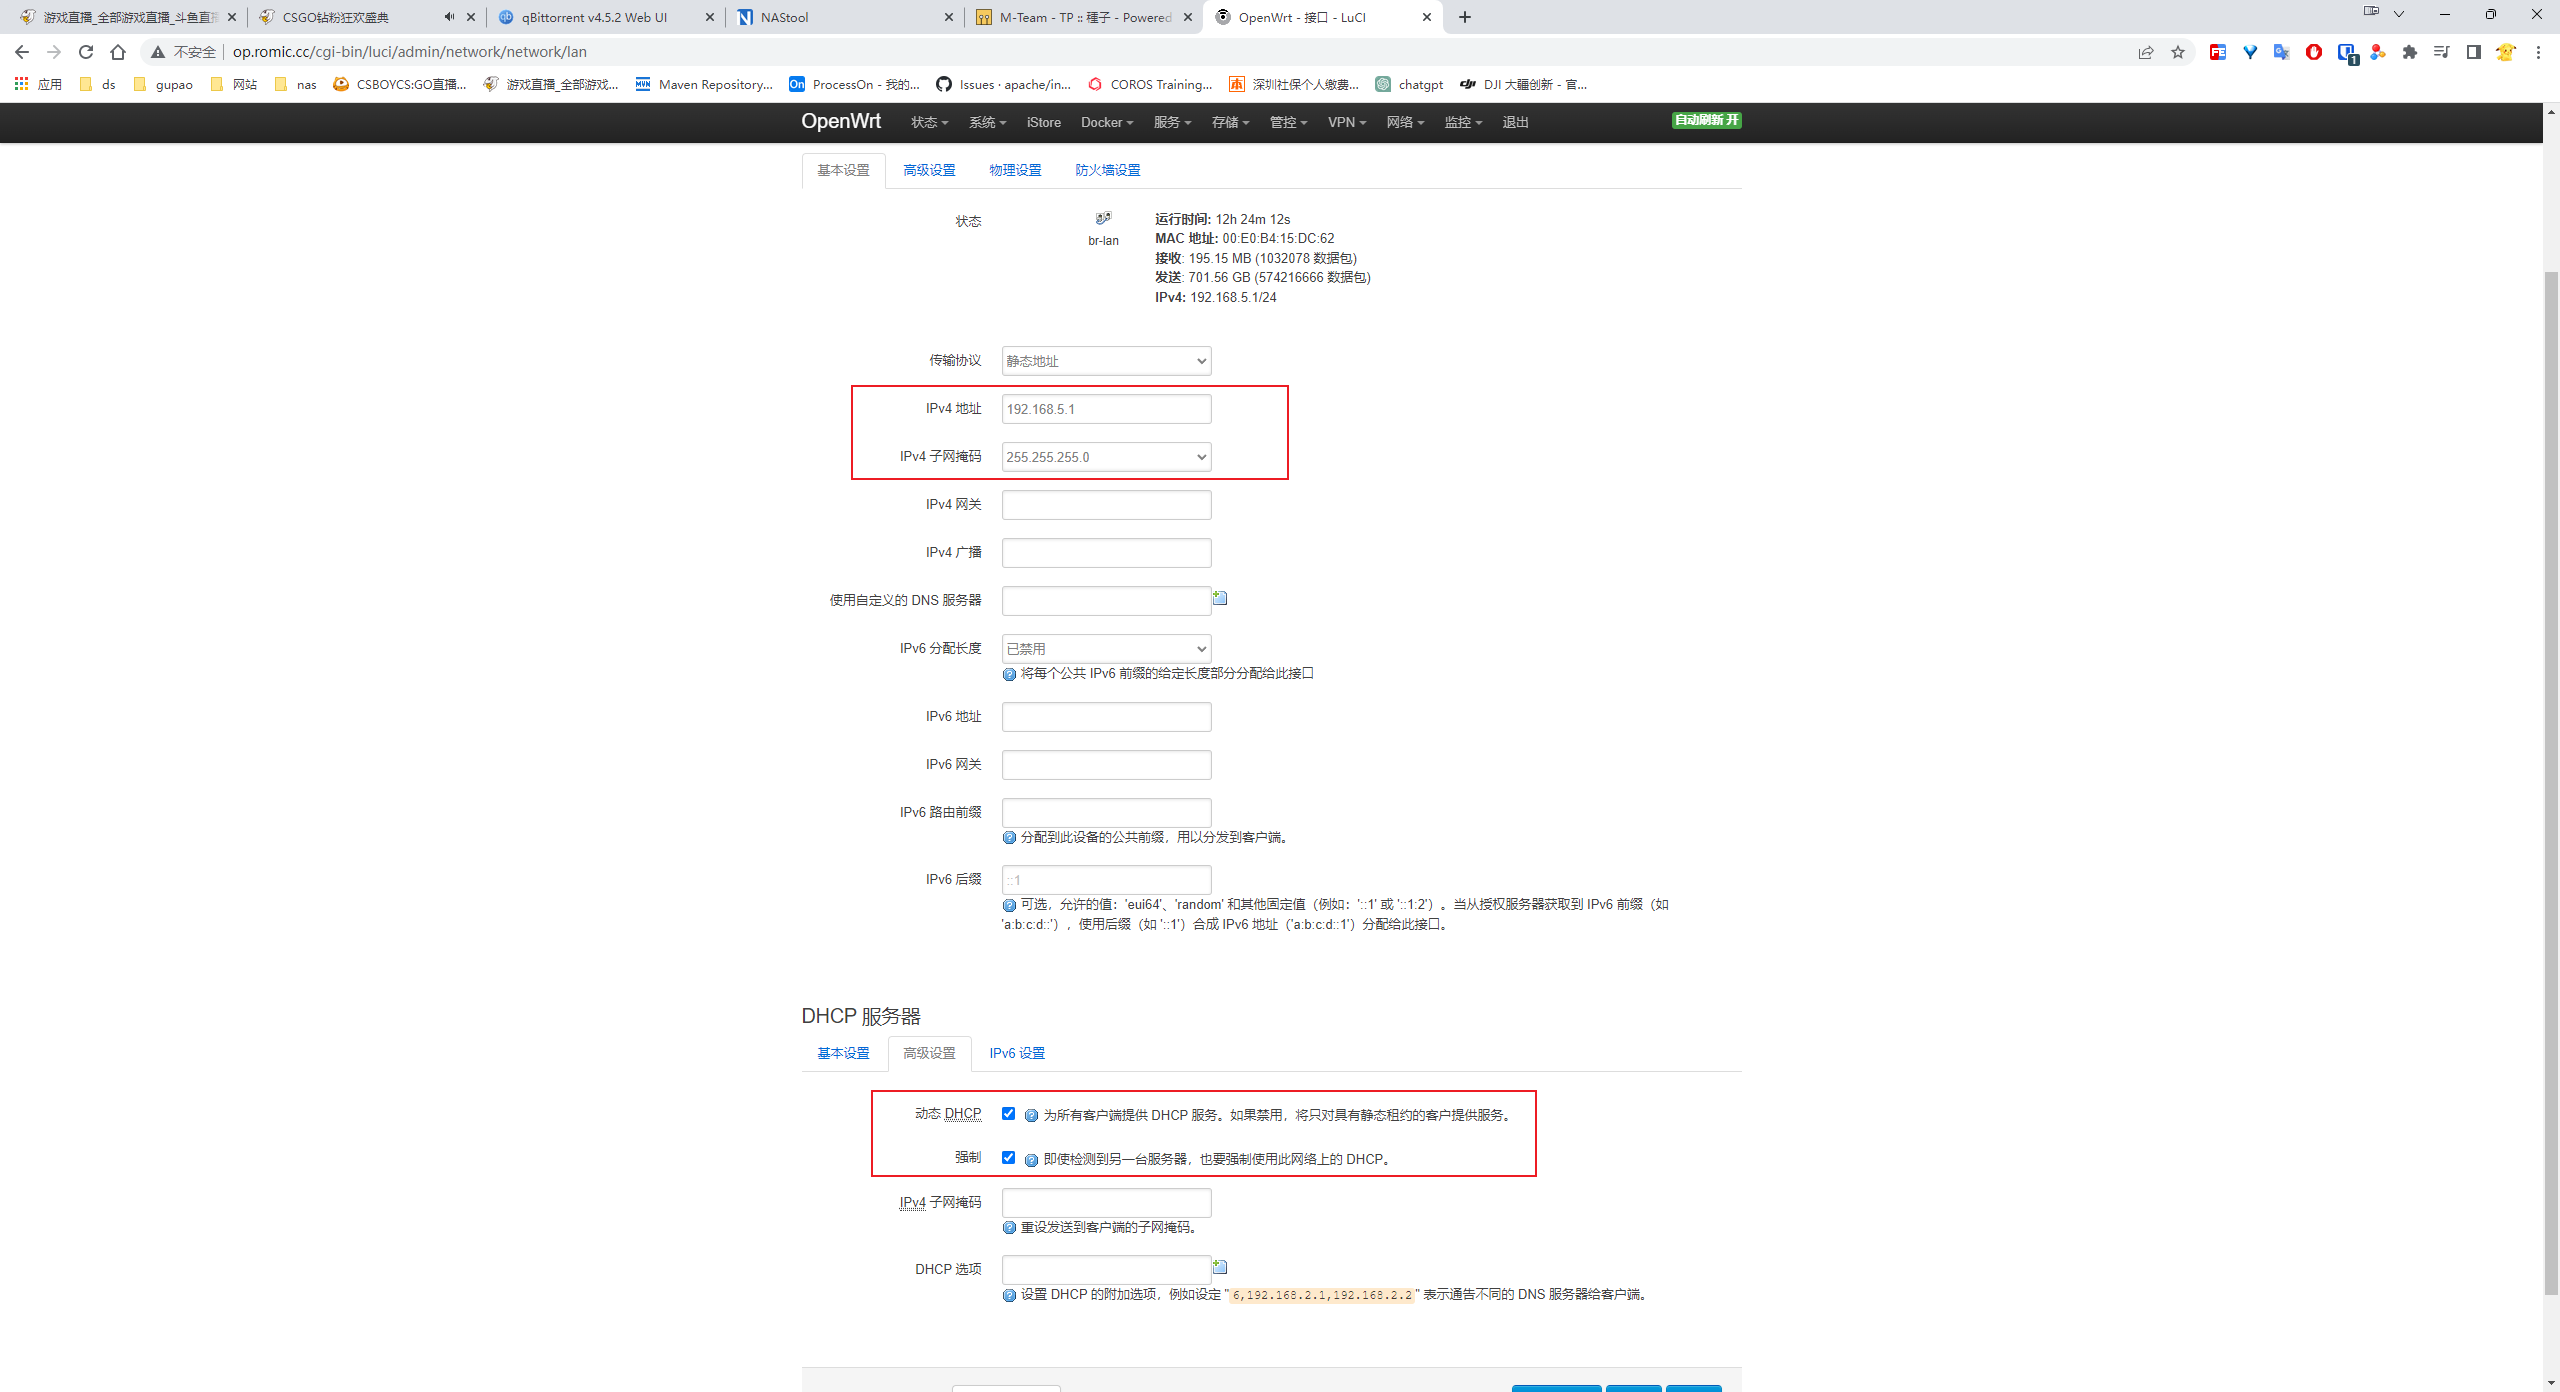 游戏直播_全部游戏直播_斗鱼直播
CSGO钻粉狂欢盛典
qBittorrent v4.5.2 Web UI
NAStool
M-Team - TP :: 種子 - Powered
OpenWrt - 接口 - LuCI
不安全
op.romic.cc/cgi-bin/luci/admin/network/network/lan
应用
ds
gupao
网站
nas
CSBOYCS:GO直播...
游戏直播_全部游戏...
Maven Repository...
ProcessOn - 我的...
Issues · apache/in...
COROS Training...
深圳社保个人缴费...
chatgpt
DJI 大疆创新 - 官...
OpenWrt
状态
系统
iStore
Docker
服务
存储
管控
VPN
网络
监控
退出
自动刷新 开
基本设置
高级设置
物理设置
防火墙设置
状态
br-lan
运行时间: 12h 24m 12s
MAC 地址: 00:E0:B4:15:DC:62
接收: 195.15 MB (1032078 数据包)
发送: 701.56 GB (574216666 数据包)
IPv4: 192.168.5.1/24
传输协议
静态地址
IPv4 地址
192.168.5.1
IPv4 子网掩码
255.255.255.0
IPv4 网关
IPv4 广播
使用自定义的 DNS 服务器
IPv6 分配长度
已禁用
将每个公共 IPv6 前缀的给定长度部分分配给此接口
IPv6 地址
IPv6 网关
IPv6 路由前缀
分配到此设备的公共前缀，用以分发到客户端。
IPv6 后缀
::1
可选，允许的值：'eui64'、'random' 和其他固定值（例如：'::1' 或 '::1:2'）。当从授权服务器获取到 IPv6 前缀（如
'a:b:c:d::'），使用后缀（如 '::1'）合成 IPv6 地址（'a:b:c:d::1'）分配给此接口。
DHCP 服务器
基本设置
高级设置
IPv6 设置
动态 DHCP
为所有客户端提供 DHCP 服务。如果禁用，将只对具有静态租约的客户提供服务。
强制
即使检测到另一台服务器，也要强制使用此网络上的 DHCP。
IPv4 子网掩码
重设发送到客户端的子网掩码。
DHCP 选项
设置 DHCP 的附加选项，例如设定 "6,192.168.2.1,192.168.2.2" 表示通告不同的 DNS 服务器给客户端。